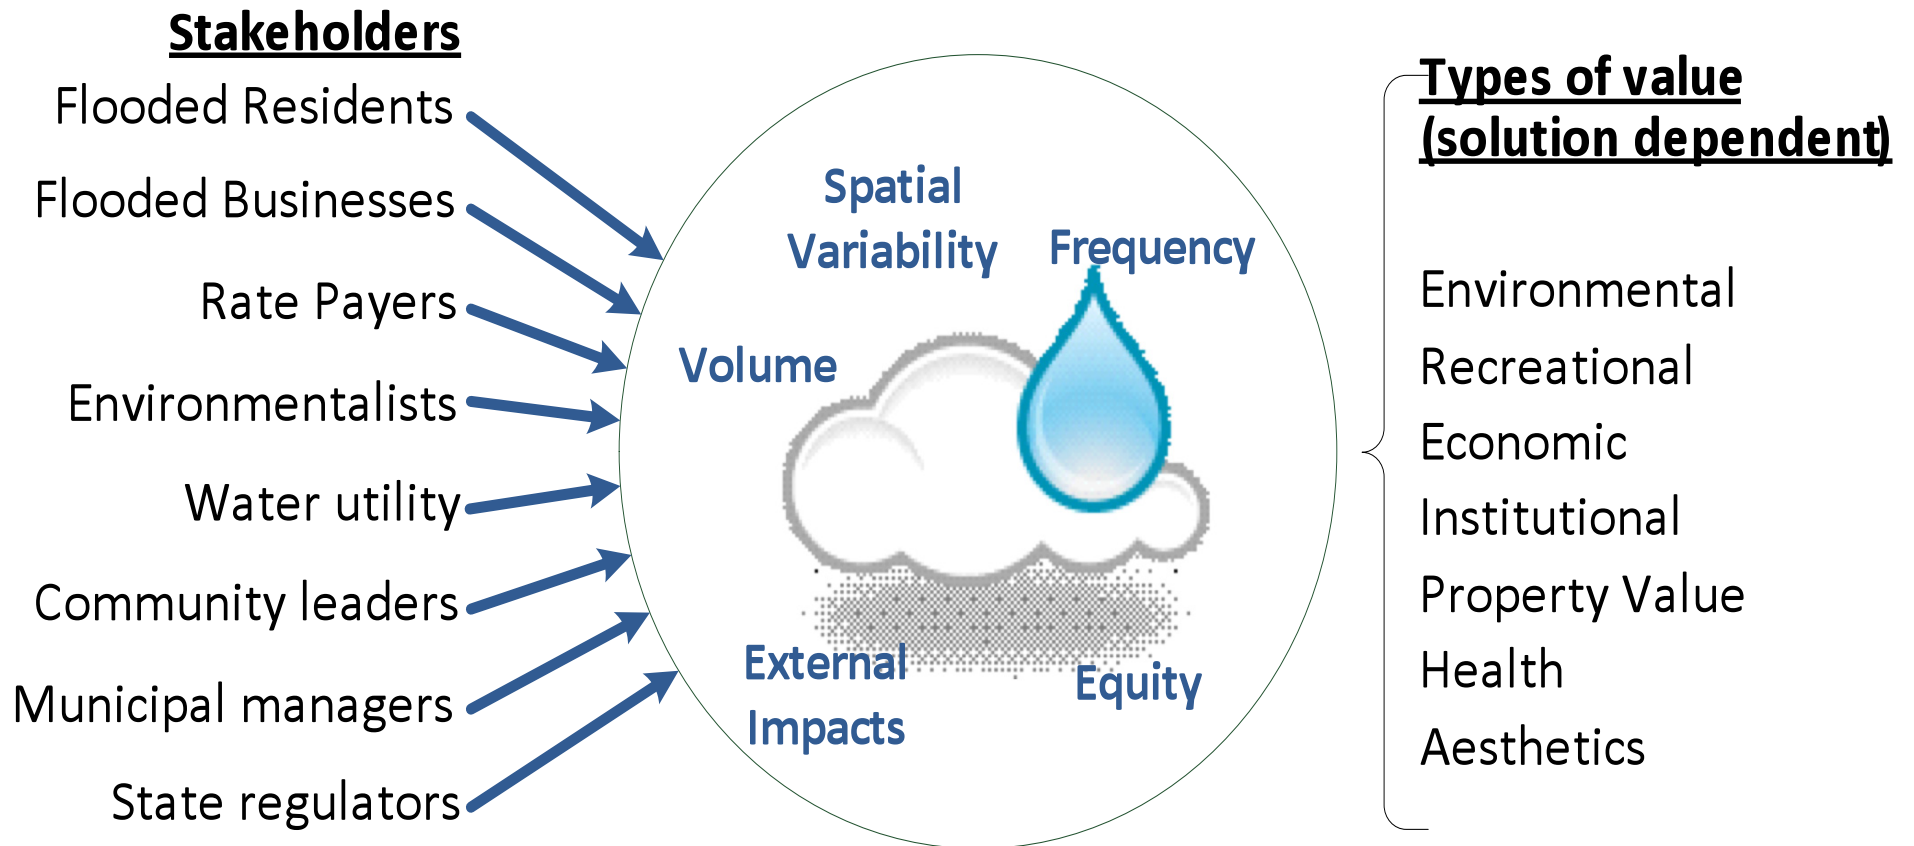 Stakeholders
Flooded Residents
Flooded Businesses
Rate Payers
Environmentalists
Water utility
Community leaders
Municipal managers
State regulators
Spatial
Variability
Frequency
Volume
External
Impacts
Equity
Types of value
(solution dependent)
Environmental
Recreational
Economic
Institutional
Property Value
Health
Aesthetics